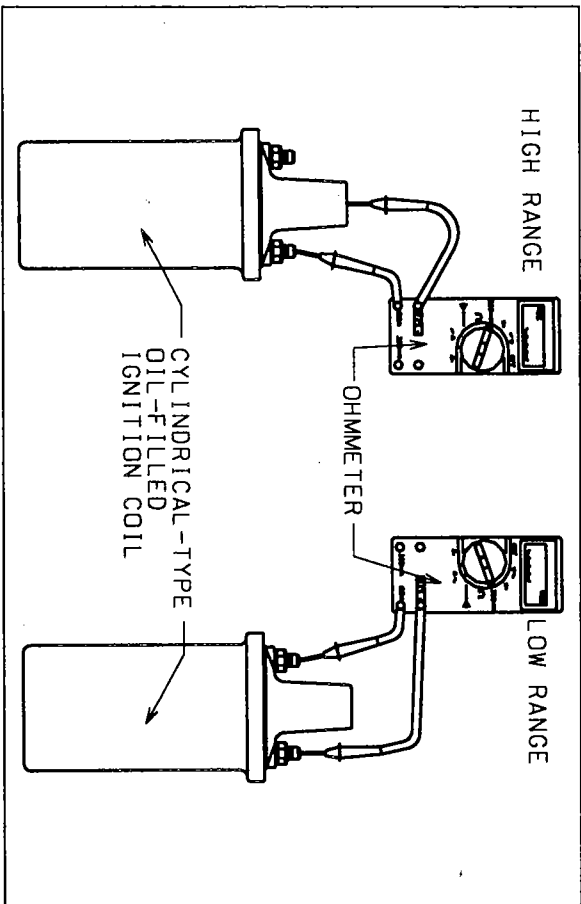 HIGH RANGE
LOW RANGE
OHMMETER
CYLINDRICAL-TYPE
OIL-FILLED
IGNITION COIL